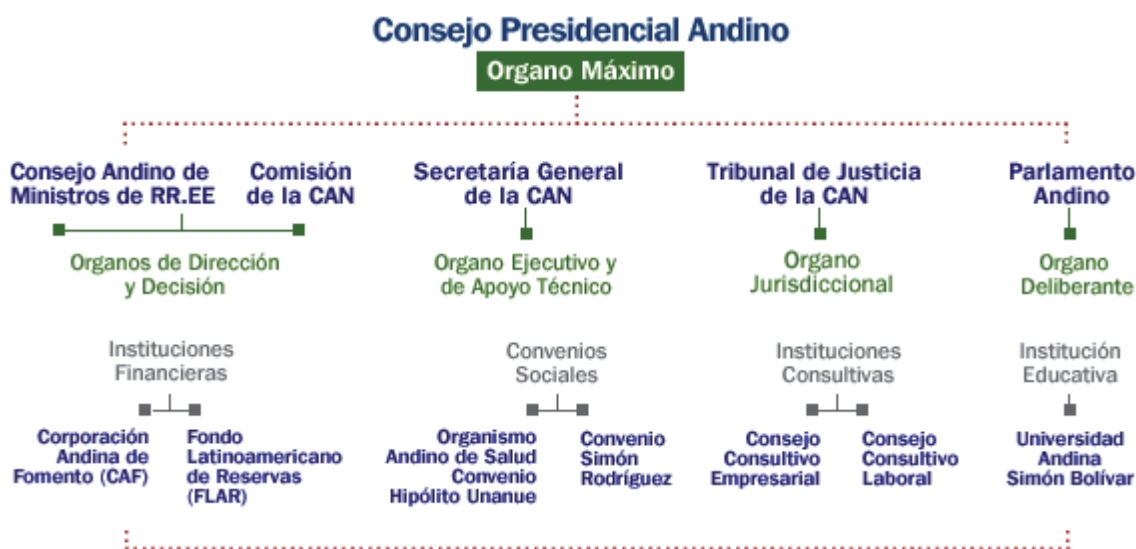 Consejo Presidencial Andino
Organo Máximo
Consejo Andino de
Ministros de RR.EE
Comisión
de la CAN
Secretaría General
de la CAN
Tribunal de Justicia
de la CAN
Parlamento
Andino
Organos de Dirección
y Decisión
Organo Ejecutivo y
de Apoyo Técnico
Organo
Jurisdiccional
Organo
Deliberante
Instituciones
Financieras
Convenios
Sociales
Instituciones
Consultivas
Institución
Educativa
Corporación
Andina de
Fomento (CAF)
Fondo
Latinoamericano
de Reservas
(FLAR)
Organismo
Andino de Salud
Convenio
Hipólito Unanue
Convenio
Simón
Rodríguez
Consejo
Consultivo
Empresarial
Consejo
Consultivo
Laboral
Universidad
Andina
Simón Bolívar